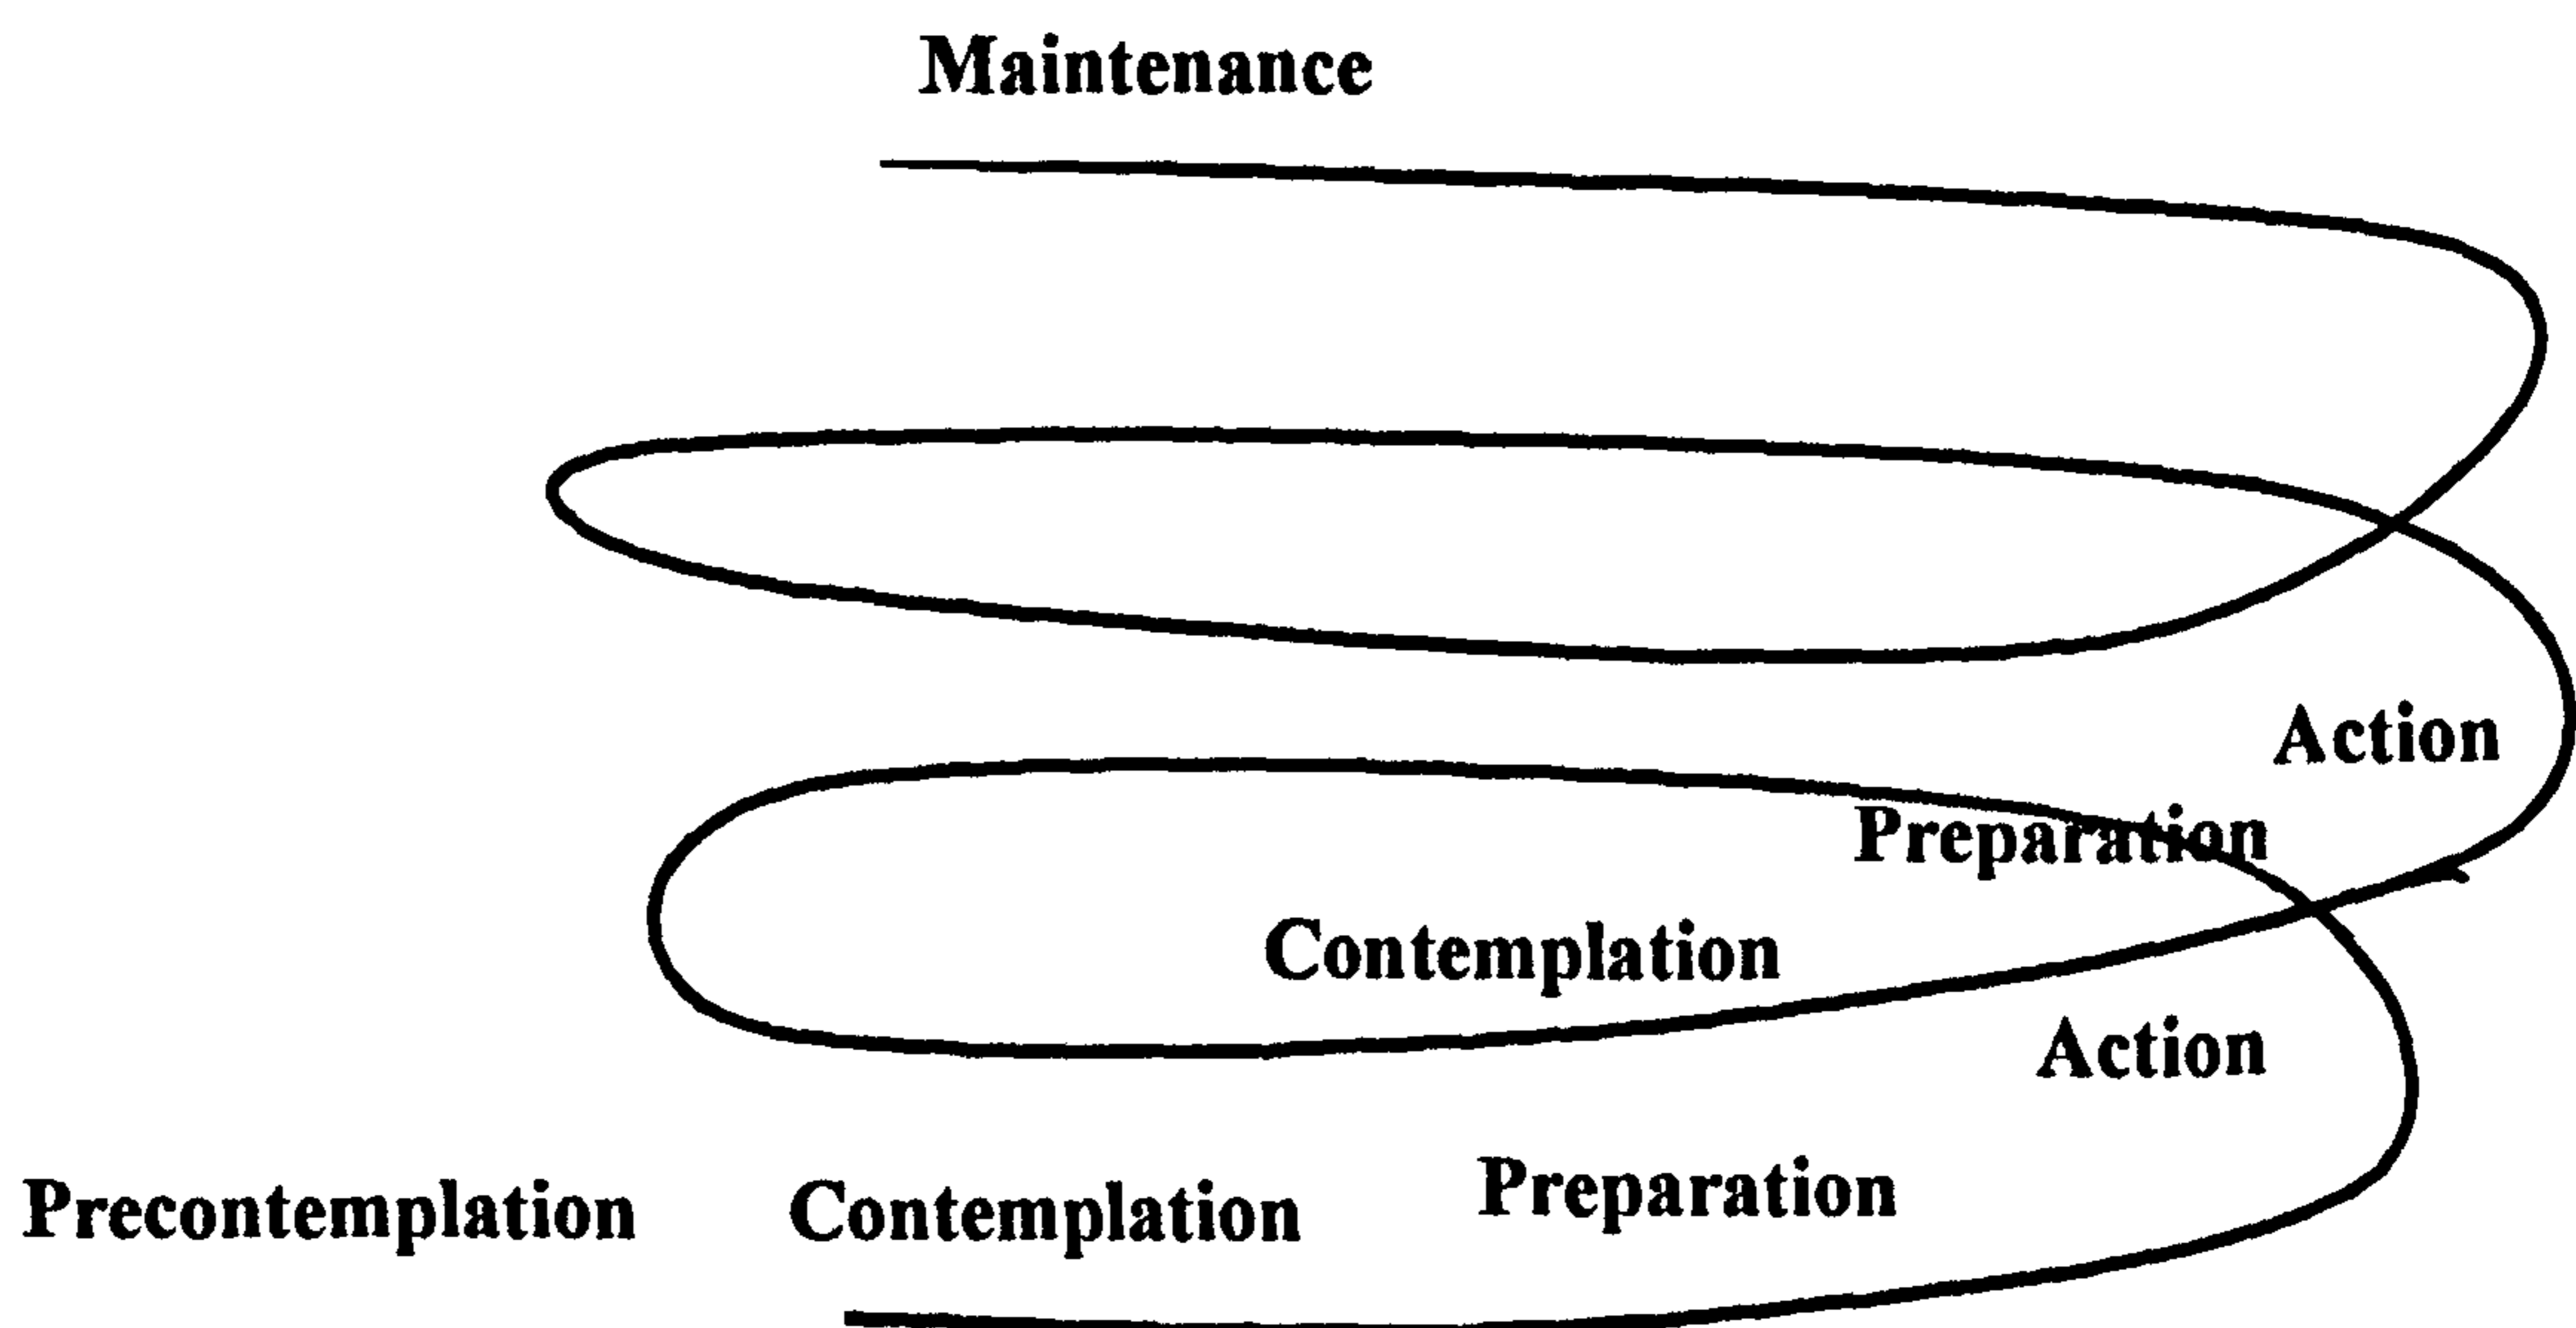 Maintenance
Action
Preparation
Contemplation
Action
Precontemplation Contemplation Preparation